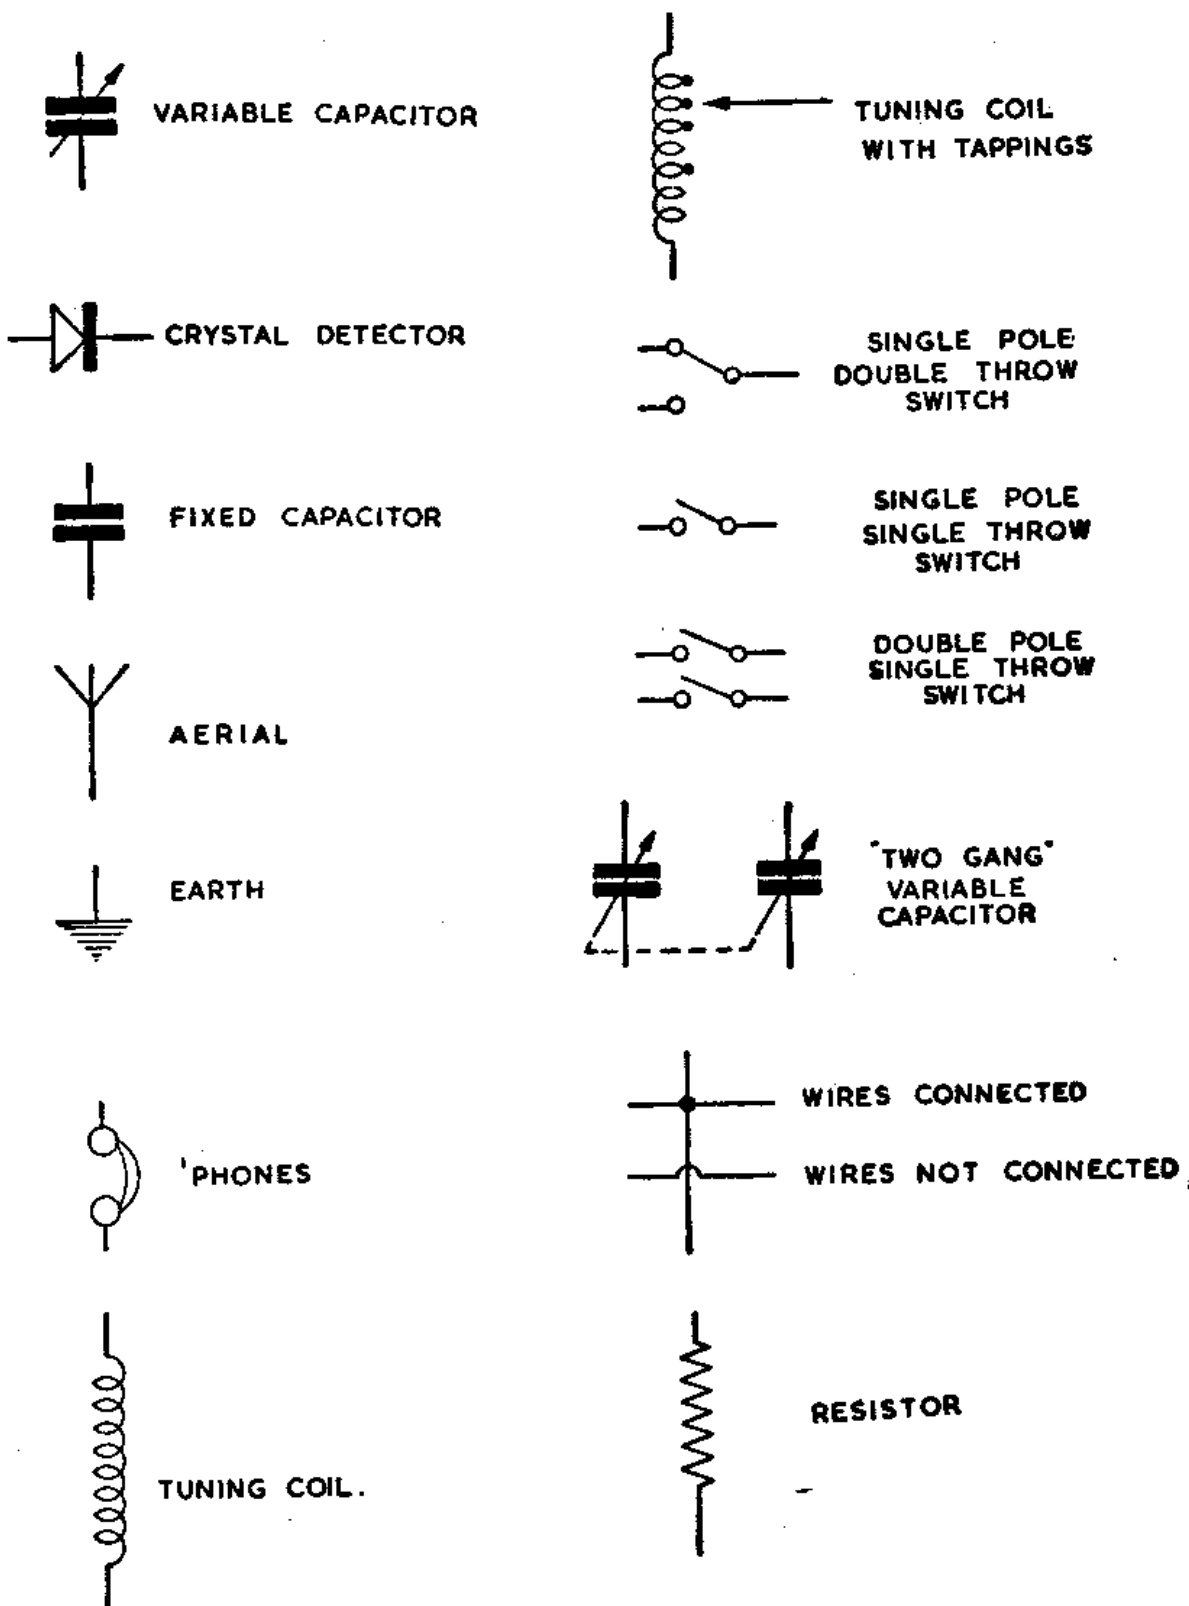 VARIABLE CAPACITOR
CRYSTAL DETECTOR
FIXED CAPACITOR
AERIAL
EARTH
'PHONES
TUNING COIL.
TUNING COIL
WITH TAPPINGS
SINGLE POLE
DOUBLE THROW
SWITCH
SINGLE POLE
SINGLE THROW
SWITCH
DOUBLE POLE
SINGLE THROW
SWITCH
"TWO GANG"
VARIABLE
CAPACITOR
WIRES CONNECTED
WIRES NOT CONNECTED
RESISTOR